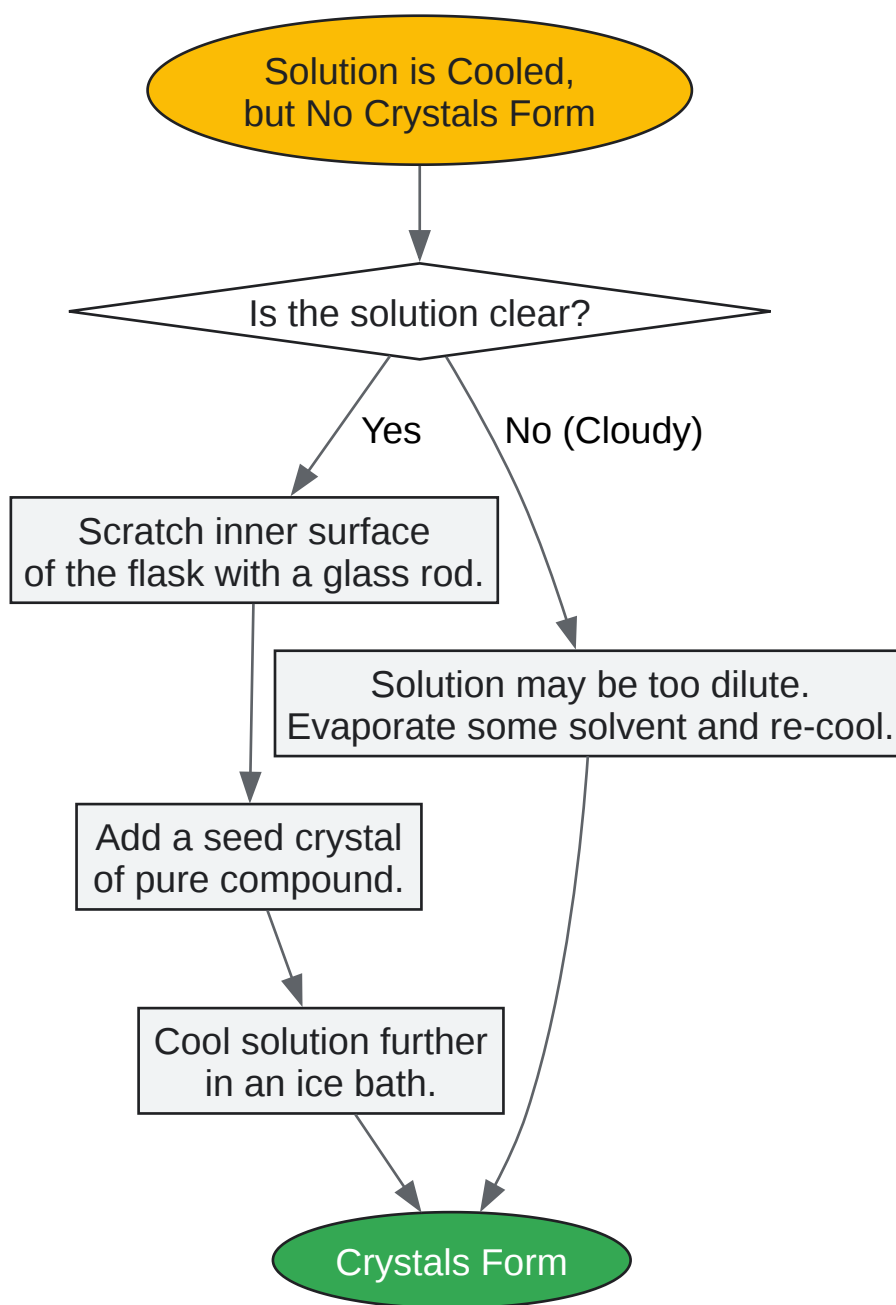 Solution is Cooled,
but No Crystals Form
Is the solution clear?
Yes
No (Cloudy)
Scratch inner surface
of the flask with a glass rod.
Solution may be too dilute.
Evaporate some solvent and re-cool.
Add a seed crystal
of pure compound.
Cool solution further
in an ice bath.
Crystals Form